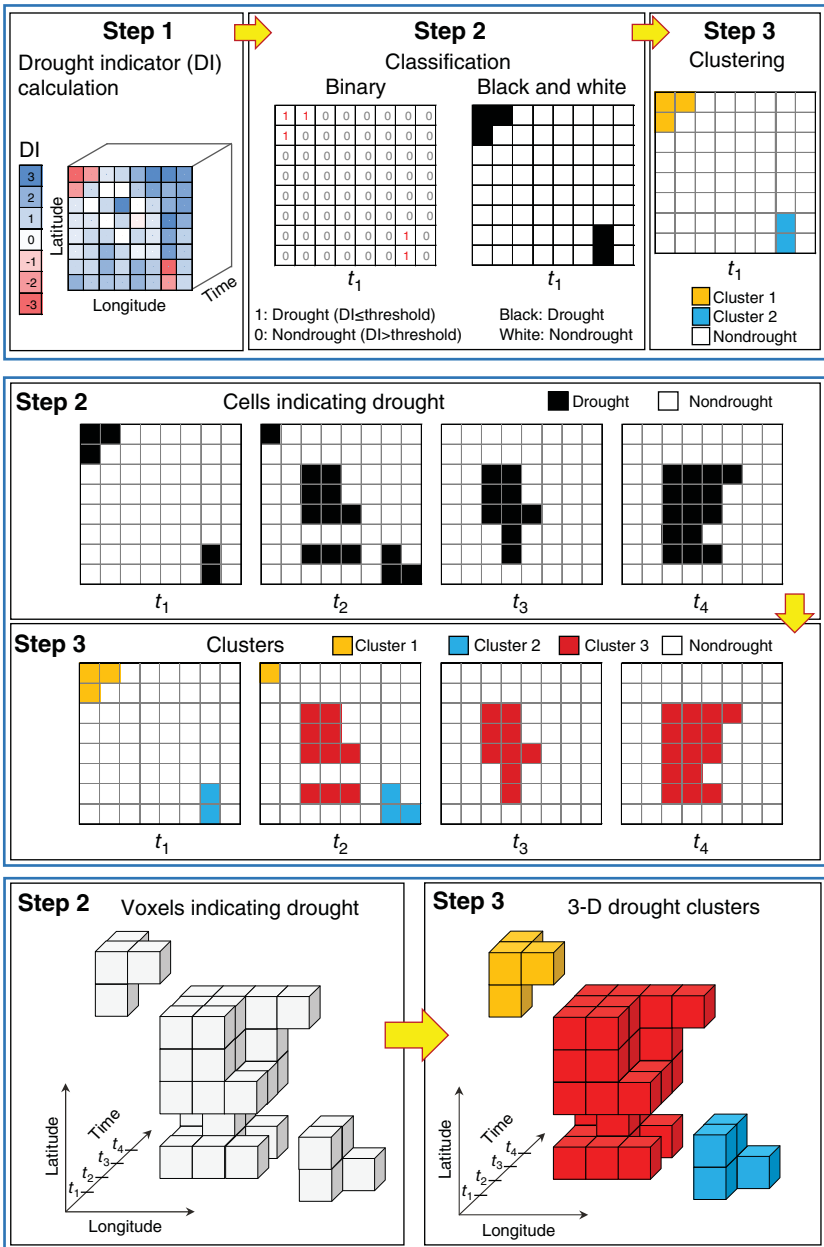 Step 1
Drought indicator (DI)
calculation
DI
3
2
1
0
-1
-2
-3
Latitude
Longitude
Time
Step 2
Classification
Binary
1 1 0 0 0 0 0 0
1 0 0 0 0 0 0 0
0 0 0 0 0 0 0 0
0 0 0 0 0 0 0 0
0 0 0 0 0 0 0 0
0 0 0 0 0 0 0 0
0 0 0 0 0 0 1 0
0 0 0 0 0 0 1 0
t1
1: Drought (DI≤threshold)
0: Nondrought (DI>threshold)
Black and white
t1
Black: Drought
White: Nondrought
Step 3
Clustering
t1
Cluster 1
Cluster 2
Nondrought
Step 2
Cells indicating drought
Drought
Nondrought
t1
t2
t3
t4
Step 3
Clusters
Cluster 1
Cluster 2
Cluster 3
Nondrought
t1
t2
t3
t4
Step 2
Voxels indicating drought
Latitude
Time
t1
t2
t3
t4
Longitude
Step 3
3-D drought clusters
Latitude
Time
t1
t2
t3
t4
Longitude